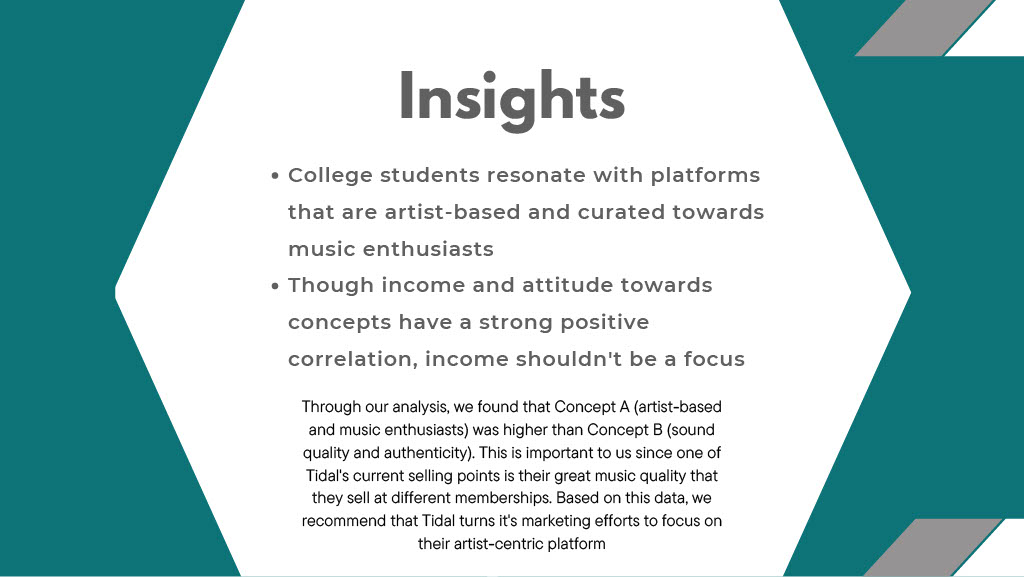 Insights
• College students resonate with platforms
that are artist-based and curated towards
music enthusiasts
• Though income and attitude towards
concepts have a strong positive
correlation, income shouldn't be a focus
Through our analysis, we found that Concept A (artist-based
and music enthusiasts) was higher than Concept B (sound
quality and authenticity). This is important to us since one of
Tidal's current selling points is their great music quality that
they sell at different memberships. Based on this data, we
recommend that Tidal turns it's marketing efforts to focus on
their artist-centric platform